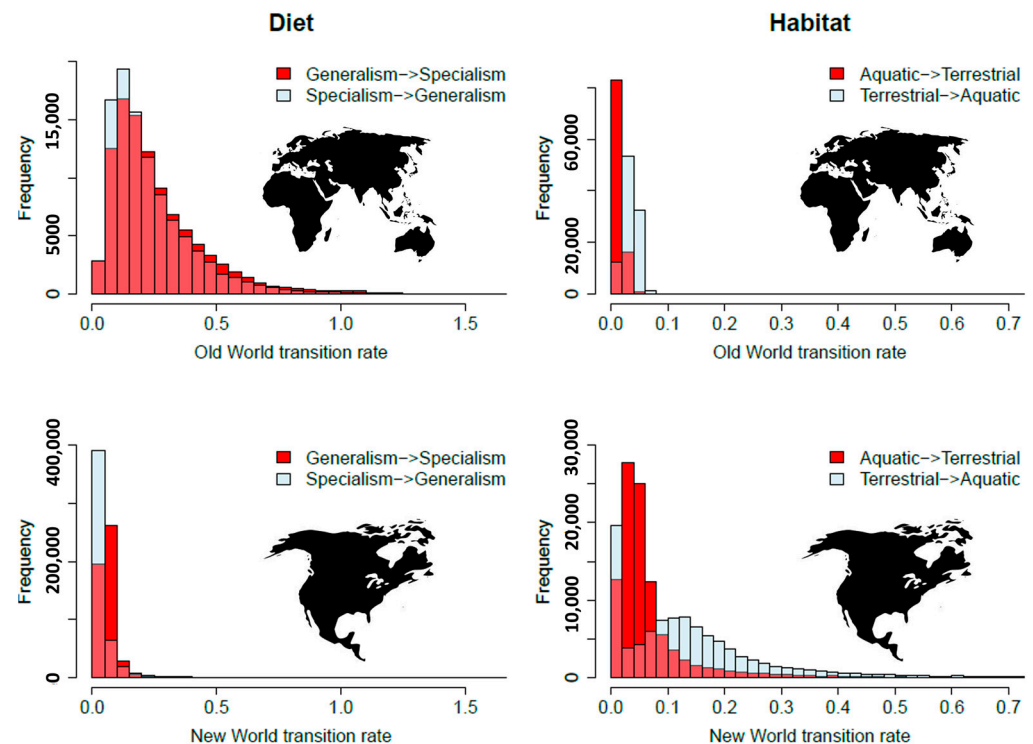 Diet
Habitat
Frequency
15,000
5000
0
Generalism->Specialism
Specialism->Generalism
0.0 0.5 1.0 1.5
Old World transition rate
Frequency
60,000
20,000
0
Aquatic->Terrestrial
Terrestrial->Aquatic
0.0 0.1 0.2 0.3 0.4 0.5 0.6 0.7
Old World transition rate
Frequency
400,000
200,000
0
Generalism->Specialism
Specialism->Generalism
0.0 0.5 1.0 1.5
New World transition rate
Frequency
30,000
20,000
10,000
0
Aquatic->Terrestrial
Terrestrial->Aquatic
0.0 0.1 0.2 0.3 0.4 0.5 0.6 0.7
New World transition rate